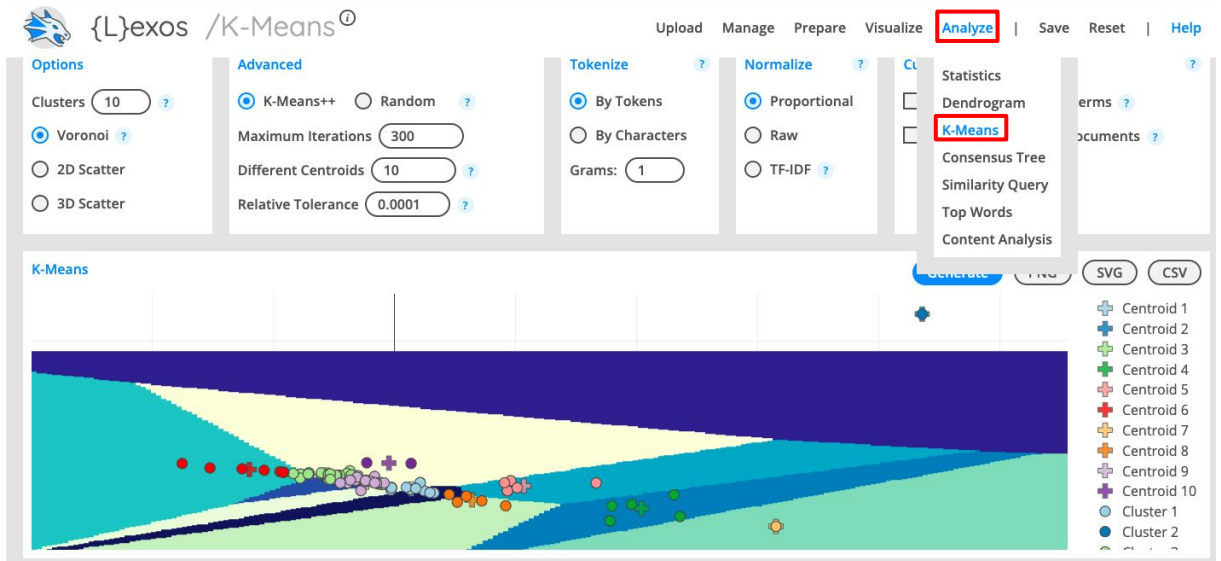 {L}exos /K-Means i
Upload Manage Prepare Visualize Analyze | Save Reset | Help
Statistics
Dendrogram
K-Means
Consensus Tree
Similarity Query
Top Words
Content Analysis
Options
Clusters 10 ?
Voronoi ?
2D Scatter
3D Scatter
Advanced
K-Means++ Random ?
Maximum Iterations 300
Different Centroids 10 ?
Relative Tolerance 0.0001 ?
Tokenize ?
By Tokens
By Characters
Grams: 1
Normalize ?
Proportional
Raw
TF-IDF ?
?
?
?
K-Means
Generate PNG SVG CSV
Centroid 1
Centroid 2
Centroid 3
Centroid 4
Centroid 5
Centroid 6
Centroid 7
Centroid 8
Centroid 9
Centroid 10
Cluster 1
Cluster 2